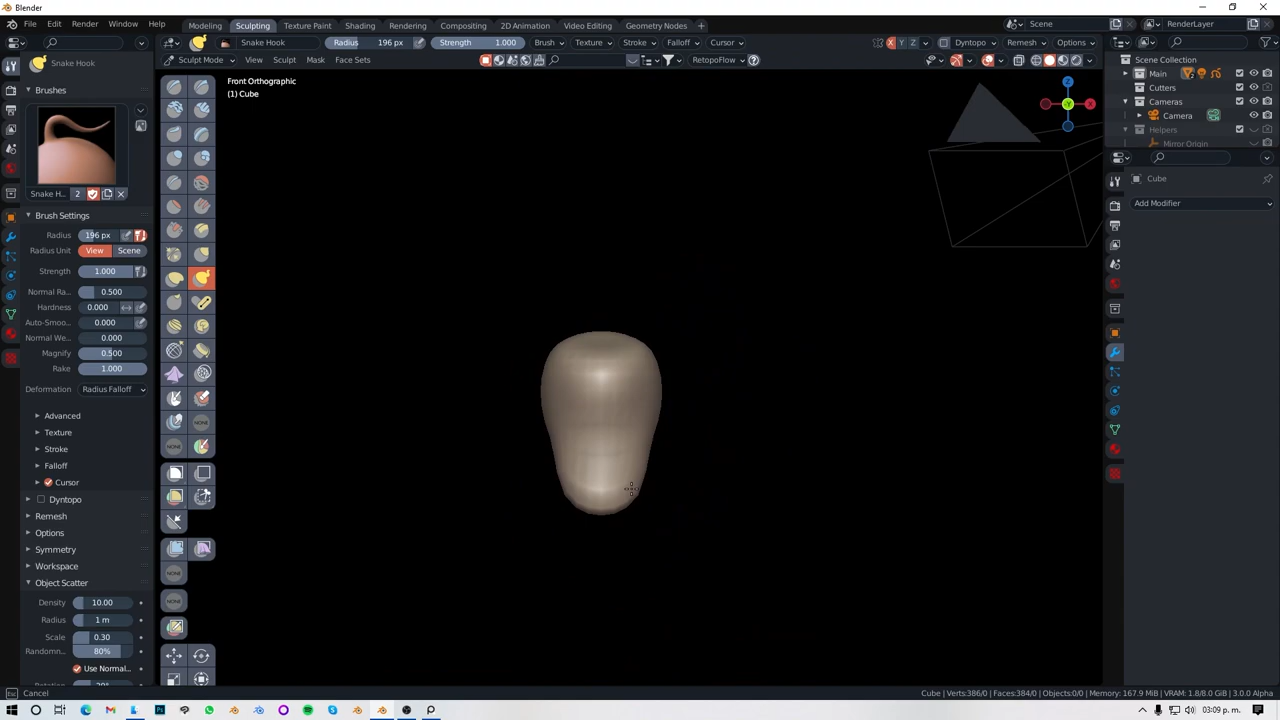 Blender
File Edit Render Window Help Modeling Sculpting Texture Paint Shading Rendering Compositing 2D Animation Video Editing Geometry Nodes + Scene RenderLayer
Snake Hook Radius 196 px Strength 1.000 Brush Texture Stroke Falloff Cursor X Y Z Dyntopo Remesh Options
Sculpt Mode View Sculpt Mask Face Sets RetopoFlow
Snake Hook
Brushes
Snake H... 2
Brush Settings
Radius 196 px
Radius Unit View Scene
Strength 1.000
Normal Ra... 0.500
Hardness 0.000
Auto-Smoo... 0.000
Normal We... 0.000
Magnify 0.500
Rake 1.000
Deformation Radius Falloff
Advanced
Texture
Stroke
Falloff
Cursor
Dyntopo
Remesh
Options
Symmetry
Workspace
Object Scatter
Density 10.00
Radius 1 m
Scale 0.30
Randomn... 80%
Use Normal...
NONE
NONE
NONE
NONE
Front Orthographic
(1) Cube
Z
-Y
X
Scene Collection
Main
Cutters
Cameras
Camera
Helpers
Mirror Origin
Cube
Add Modifier
Cancel
Cube | Verts:386/0 | Faces:384/0 | Objects:0/0 | Memory: 167.9 MiB | VRAM: 1.8/8.0 GiB | 3.0.0 Alpha
03:09 p. m.